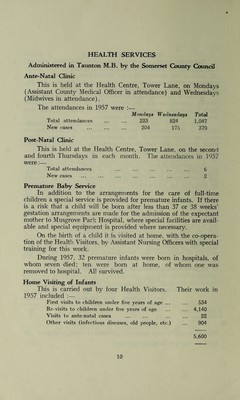 HEALTH SERVICES
Administered in Taunton M.B. by the Somerset County Council
Ante-Natal Clinic
This is held at the Health Centre, Tower Lane, on Mondays
(Assistant County Medical Officer in attendance) and Wednesdays
(Midwives in attendance).
The attendances in 1957 were :—
Mondays Wednesdays Total
Total attendances ... ... 223 824 1,047
New cases ... ... ... 204 175 379
Post-Natal Clinic
This is held at the Health Centre, Tower Lane, on the second
and fourth Thursdays in each month. The attendances in 1957
were :—
Total attendances ... ... ... ... ... 6
New cases ... ... ... ... ... ...
Premature Baby Service
In addition to the arrangements for the care of full-time
children a special service is provided for premature infants. If there
is a risk that a child will be born after less than 37 or 38 weeks'
gestation arrangements are made for the admission of the expectant
mother to Musgrove Park Hospital, where special facilities are avail-
able and special equipment is provided where necessary.
On the birth of a child it is visited at home, with the co-opera-
tion of the Health Visitors, by Assistant Nursing Officers with special
training for this work.
During 1957, 32 premature infants were born in hospitals, of
whom seven died; ten were born at home, of whom one was
removed to hospital. All survived.
Home Visiting of Infants
This is carried out by four Health Visitors. Their work in
1957 included :—
First visits to children under five years of age ... ... 534
Re-visits to children under five years of age ... 4,140
Visits to ante-natal cases ... ... ... 22
Other visits (infectious diseases, old people, etc.) ... 904
5,600
10